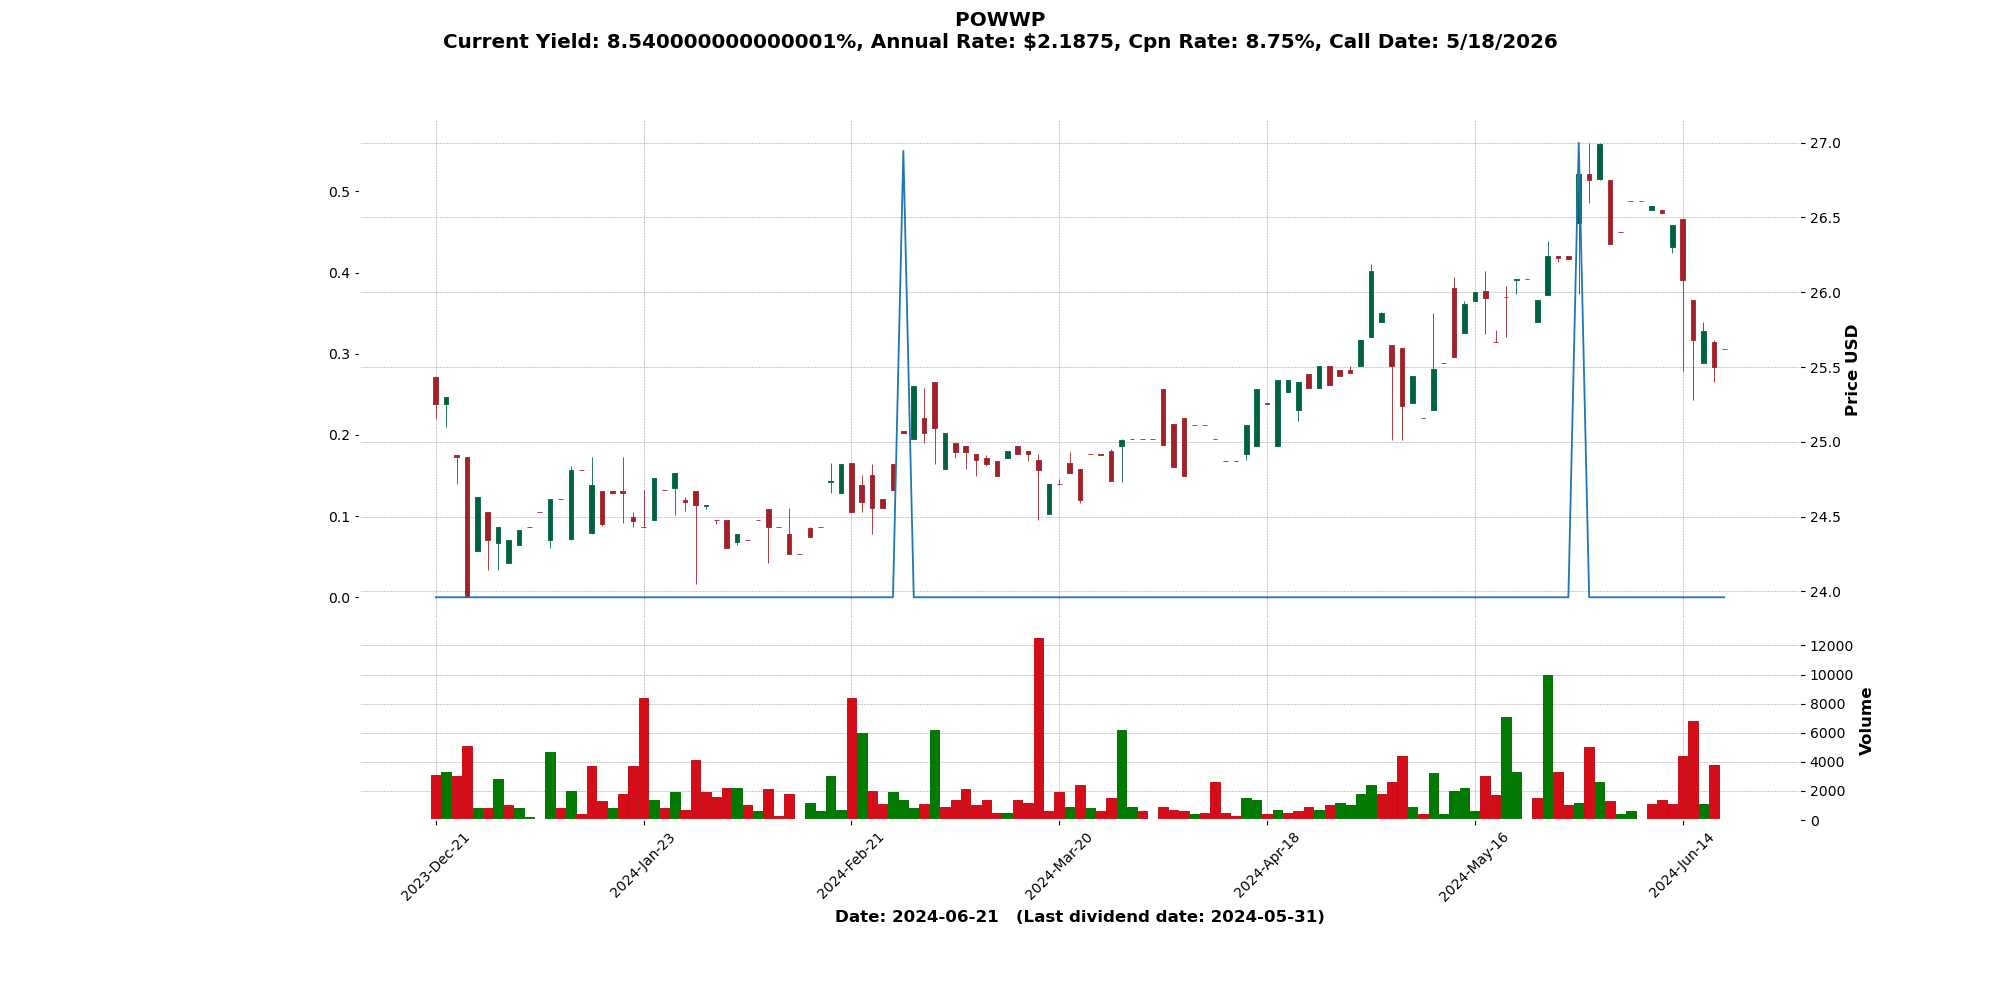 POWWP
Current Yield: 8.540000000000001%, Annual Rate: $2.1875, Cpn Rate: 8.75%, Call Date: 5/18/2026
0.5
0.4
0.3
0.2
0.1
0.0
27.0
26.5
26.0
25.5
25.0
24.5
24.0
Price USD
12000
10000
8000
6000
4000
2000
0
Volume
2023-Dec-21
2024-Jan-23
2024-Feb-21
2024-Mar-20
2024-Apr-18
2024-May-16
2024-Jun-14
Date: 2024-06-21 (Last dividend date: 2024-05-31)